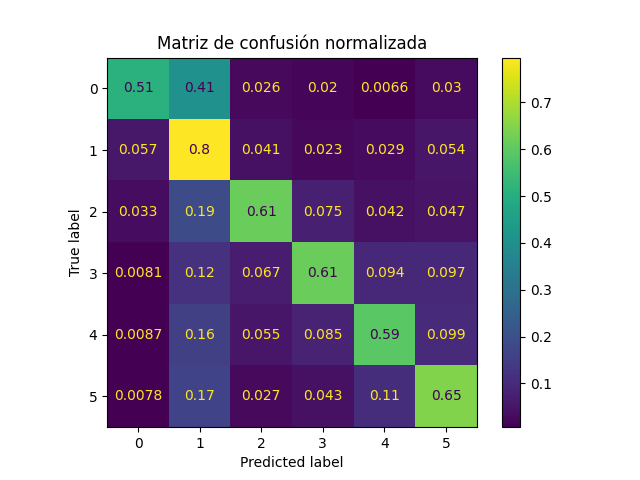 Matriz de confusión normalizada
0 0.51 0.41 0.026 0.02 0.0066 0.03
1 0.057 0.8 0.041 0.023 0.029 0.054
2 0.033 0.19 0.61 0.075 0.042 0.047
3 0.0081 0.12 0.067 0.61 0.094 0.097
4 0.0087 0.16 0.055 0.085 0.59 0.099
5 0.0078 0.17 0.027 0.043 0.11 0.65
0 1 2 3 4 5
Predicted label
True label
0.7
0.6
0.5
0.4
0.3
0.2
0.1